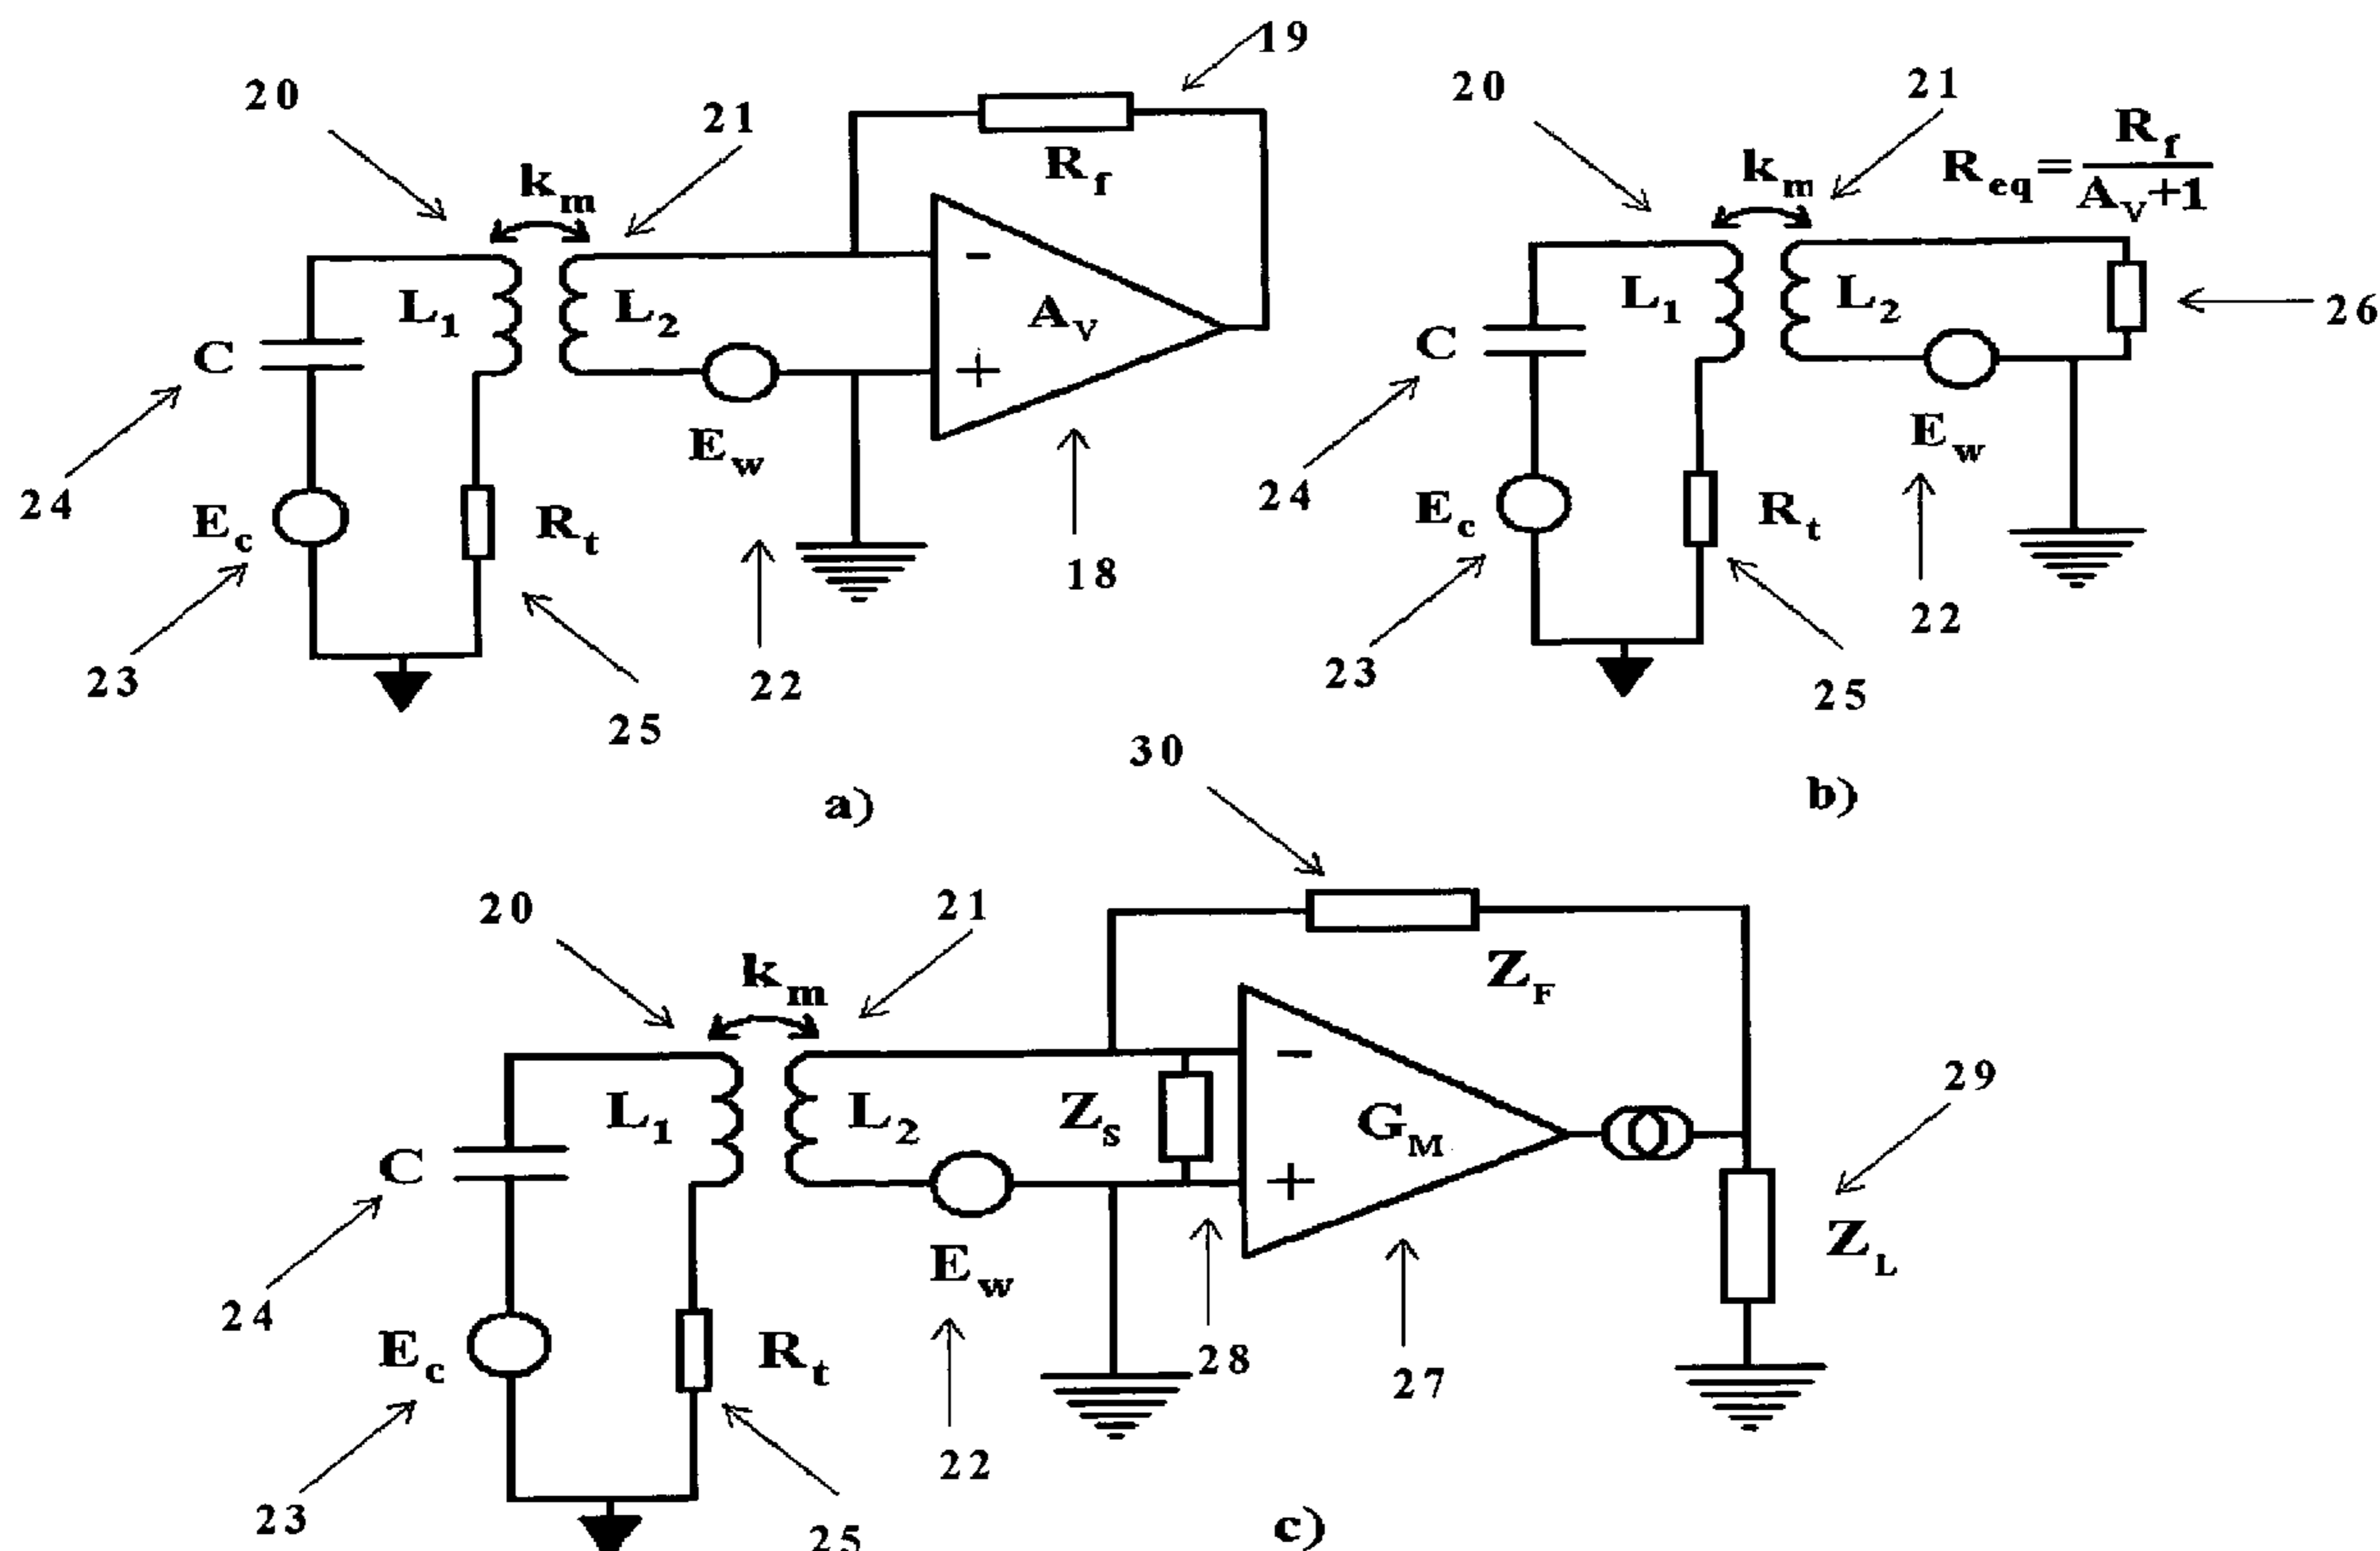 19
20
21
R_f
k_m
L_1
L_2
−
A_V
+
C
E_w
24
E_c
R_t
18
23
22
25
a)
20
21
k_m
R_eq = R_f / A_V+1
L_1
L_2
26
C
E_w
24
E_c
R_t
22
23
25
b)
30
20
21
k_m
Z_F
L_1
L_2
Z_S
−
G_M
+
29
C
Z_L
E_w
24
E_c
R_t
28
27
22
23
25
c)